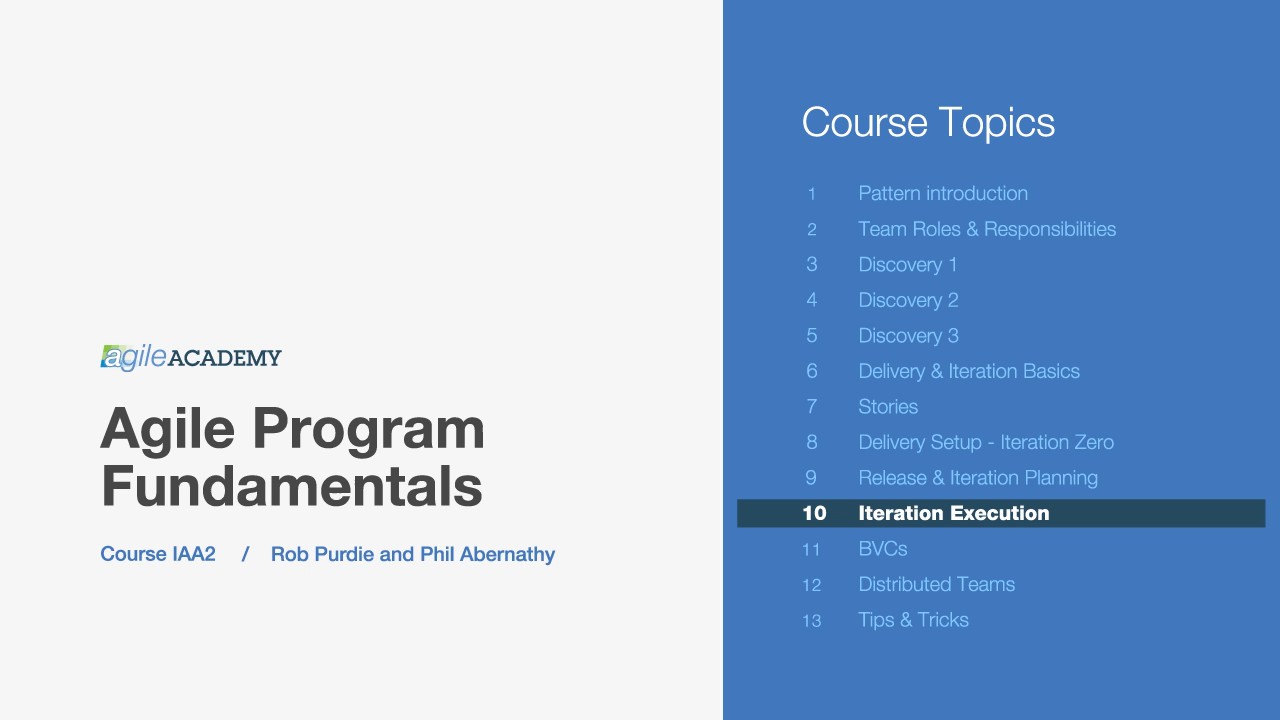 agileACADEMY
Agile Program
Fundamentals
Course IAA2 / Rob Purdie and Phil Abernathy
Course Topics
1 Pattern introduction
2 Team Roles & Responsibilities
3 Discovery 1
4 Discovery 2
5 Discovery 3
6 Delivery & Iteration Basics
7 Stories
8 Delivery Setup - Iteration Zero
9 Release & Iteration Planning
10 Iteration Execution
11 BVCs
12 Distributed Teams
13 Tips & Tricks